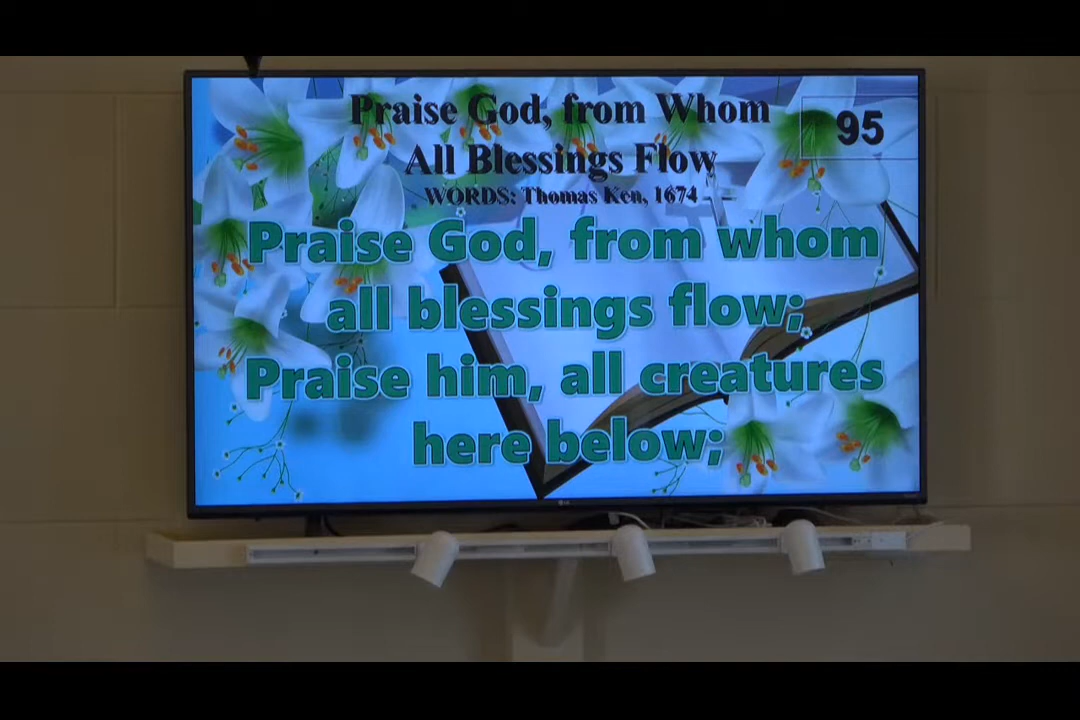 Praise God, from Whom
95
All Blessings Flow
WORDS: Thomas Ken, 1674
Praise God, from whom
all blessings flow;
Praise him, all creatures
here below;
LG